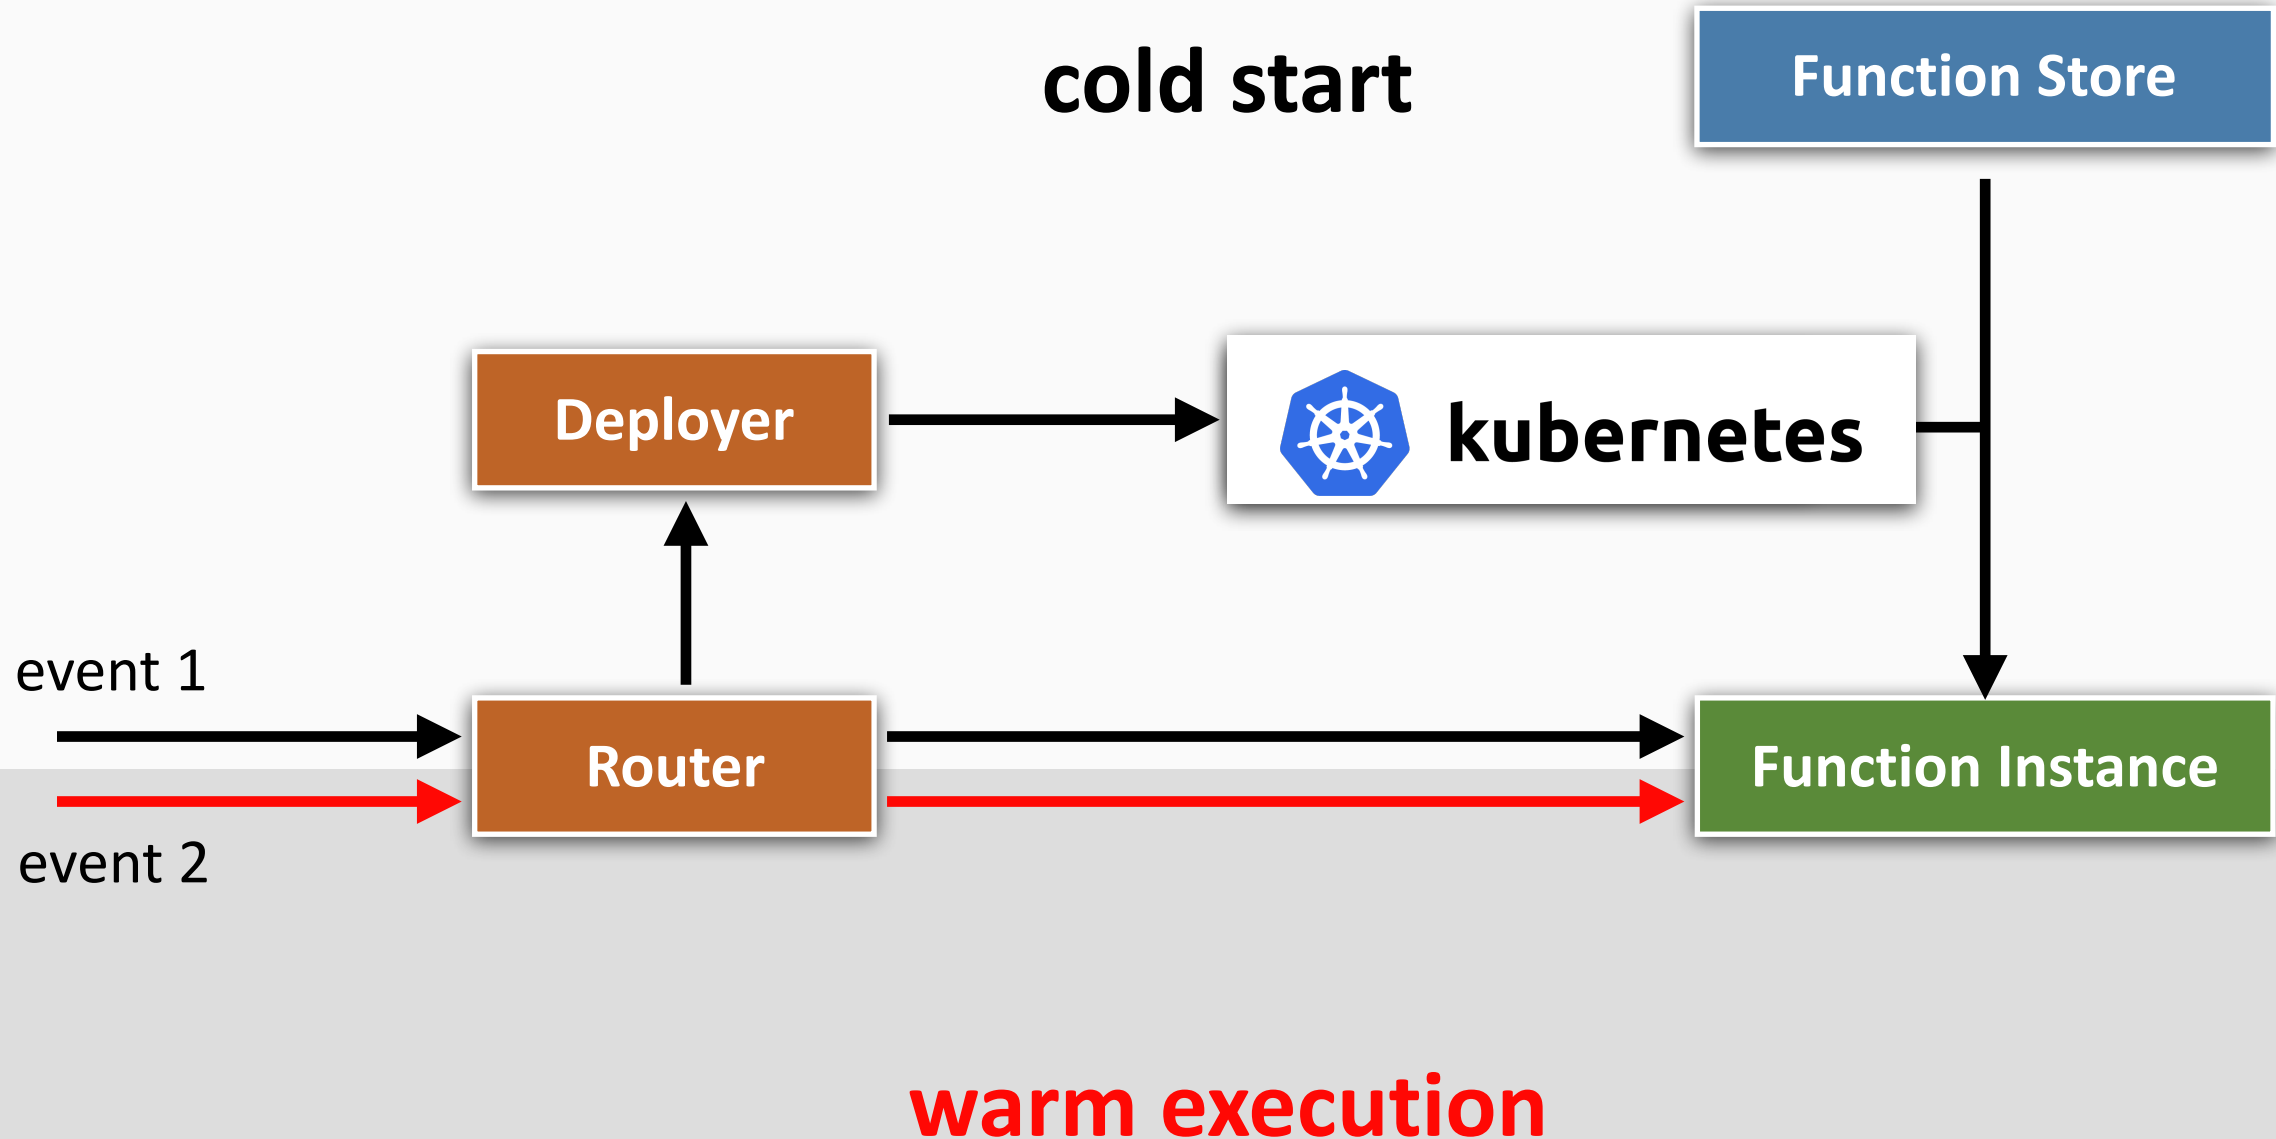 cold start
Function Store
Deployer
kubernetes
event 1
Router
Function Instance
event 2
warm execution